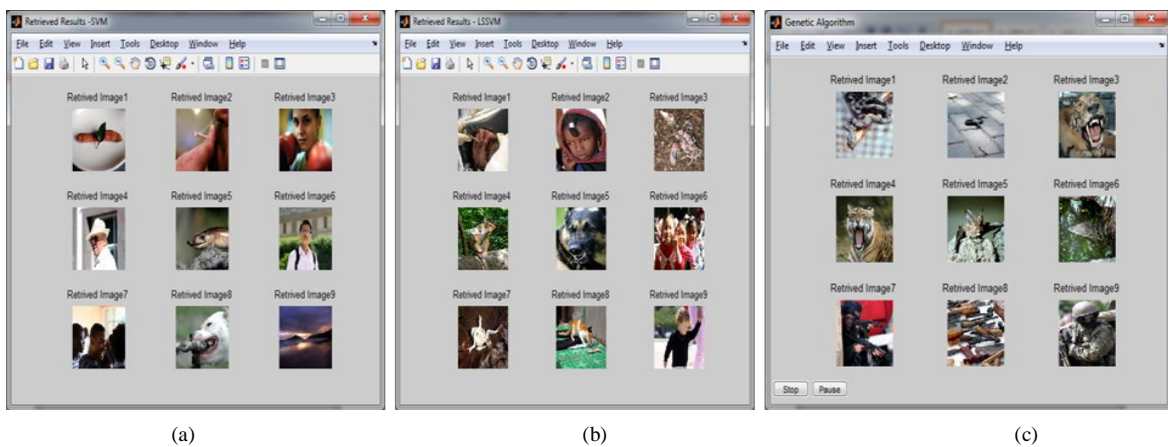 Retrieved Results -SVM
File Edit View Insert Tools Desktop Window Help
Retrived Image1 Retrived Image2 Retrived Image3
Retrived Image4 Retrived Image5 Retrived Image6
Retrived Image7 Retrived Image8 Retrived Image9
(a)
Retrieved Results - LSSVM
File Edit View Insert Tools Desktop Window Help
Retrived Image1 Retrived Image2 Retrived Image3
Retrived Image4 Retrived Image5 Retrived Image6
Retrived Image7 Retrived Image8 Retrived Image9
(b)
Genetic Algorithm
File Edit View Insert Tools Desktop Window Help
Retrived Image1 Retrived Image2 Retrived Image3
Retrived Image4 Retrived Image5 Retrived Image6
Retrived Image7 Retrived Image8 Retrived Image9
Stop Pause
(c)